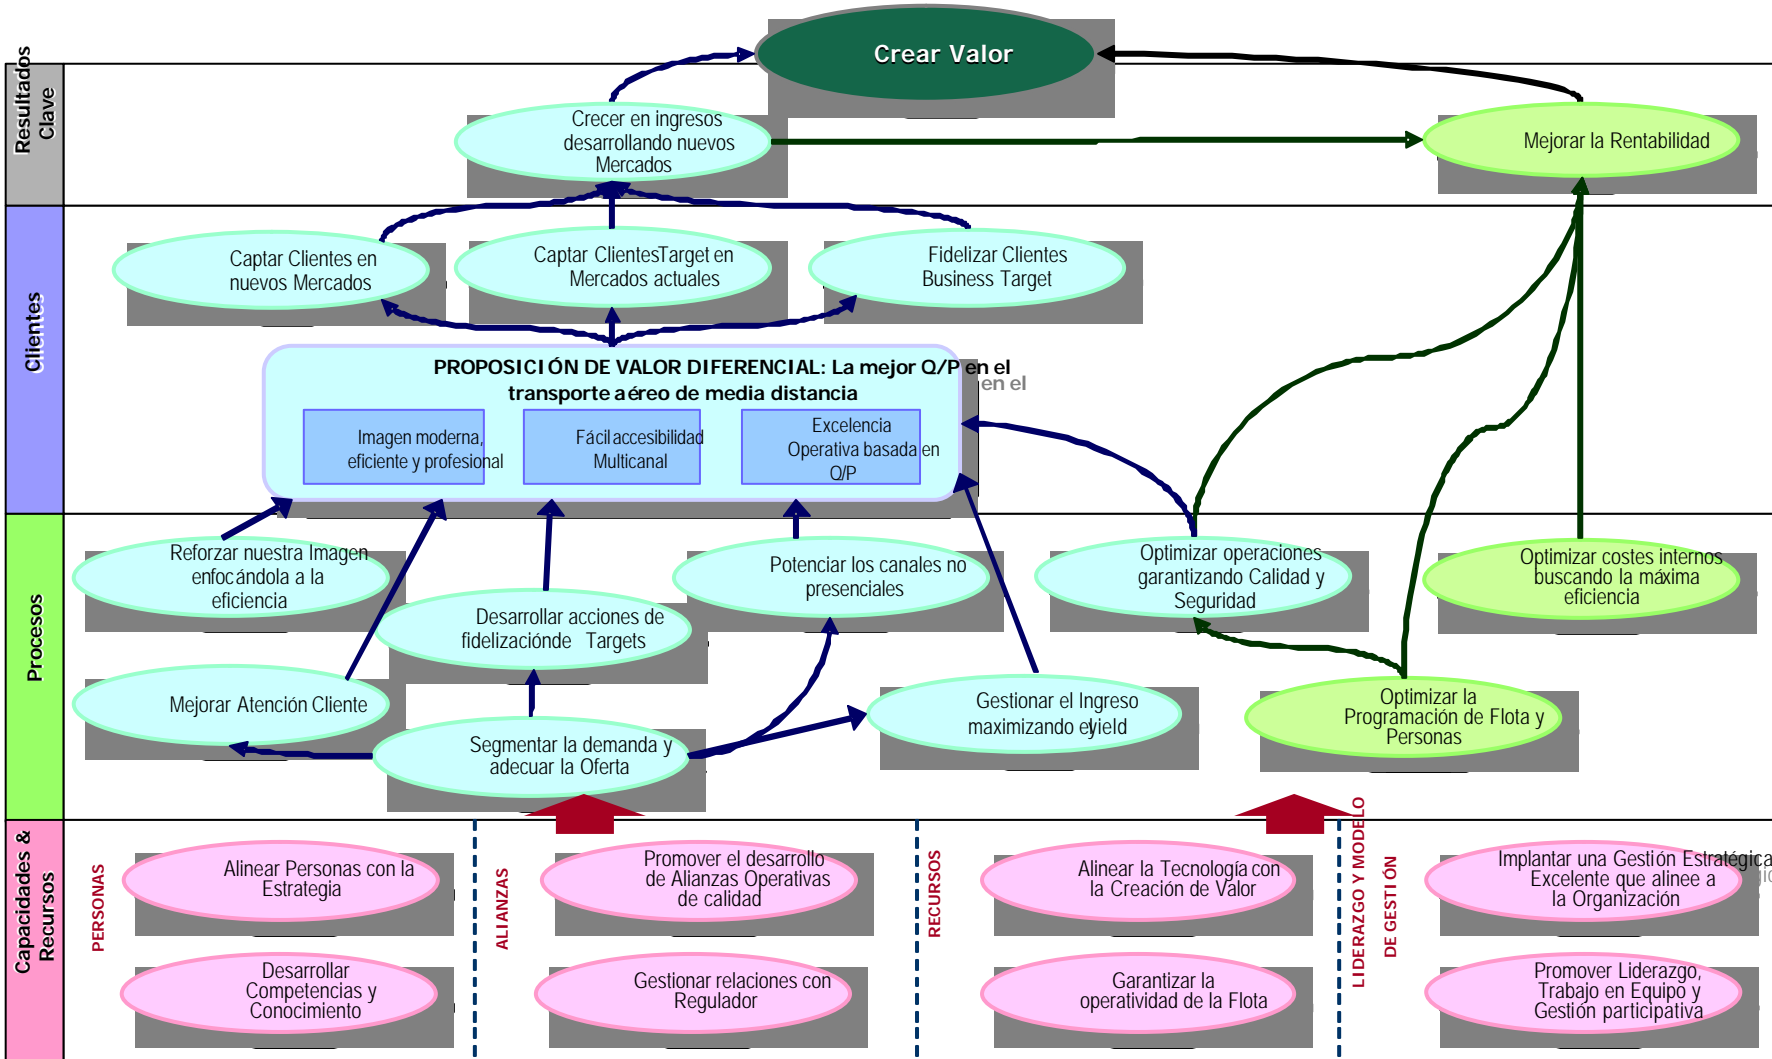 Crear Valor
Resultados
Clave
Crecer en ingresos
desarrollando nuevos
Mercados
Mejorar la Rentabilidad
Clientes
Captar Clientes en
nuevos Mercados
Captar ClientesTarget en
Mercados actuales
Fidelizar Clientes
Business Target
PROPOSICIÓN DE VALOR DIFERENCIAL: La mejor Q/P en el
transporte aéreo de media distancia
en el
Imagen moderna,
eficiente y profesional
Fácil accesibilidad
Multicanal
Excelencia
Operativa basada en
Q/P
Procesos
Reforzar nuestra Imagen
enfocándola a la
eficiencia
Desarrollar acciones de
fidelizaciónde Targets
Potenciar los canales no
presenciales
Optimizar operaciones
garantizando Calidad y
Seguridad
Optimizar costes internos
buscando la máxima
eficiencia
Mejorar Atención Cliente
Segmentar la demanda y
adecuar la Oferta
Gestionar el Ingreso
maximizando elyield
Optimizar la
Programación de Flota y
Personas
Capacidades &
Recursos
PERSONAS
Alinear Personas con la
Estrategia
Desarrollar
Competencias y
Conocimiento
ALIANZAS
Promover el desarrollo
de Alianzas Operativas
de calidad
Gestionar relaciones con
Regulador
RECURSOS
Alinear la Tecnología con
la Creación de Valor
Garantizar la
operatividad de la Flota
LIDERAZGO Y MODELO
DE GESTIÓN
Implantar una Gestión Estratégica
Excelente que alinee a
la Organización
Promover Liderazgo,
Trabajo en Equipo y
Gestión participativa